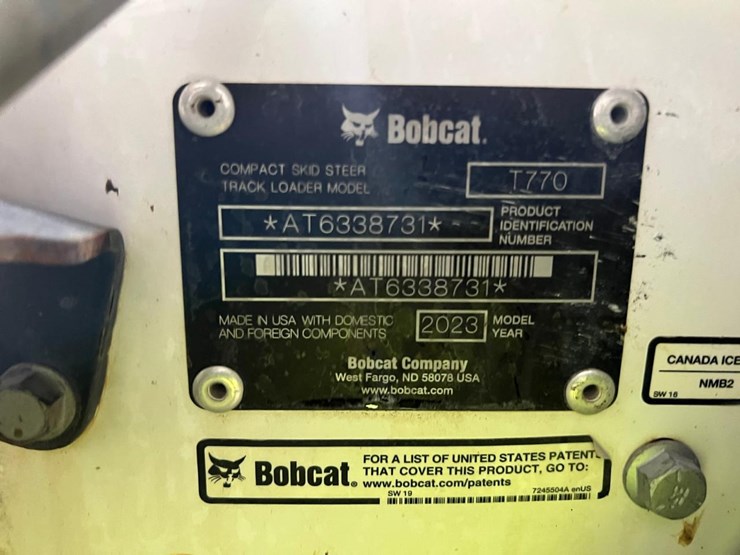 Bobcat.
COMPACT SKID STEER
TRACK LOADER MODEL
T770
*AT6338731*
PRODUCT
IDENTIFICATION
NUMBER
*AT6338731*
MADE IN USA WITH DOMESTIC
AND FOREIGN COMPONENTS
2023
MODEL
YEAR
Bobcat Company
West Fargo, ND 58078 USA
www.bobcat.com
CANADA ICE
NMB2
SW 18
Bobcat.
FOR A LIST OF UNITED STATES PATENTS
THAT COVER THIS PRODUCT, GO TO:
www.bobcat.com/patents
SW 19
7245504A enUS